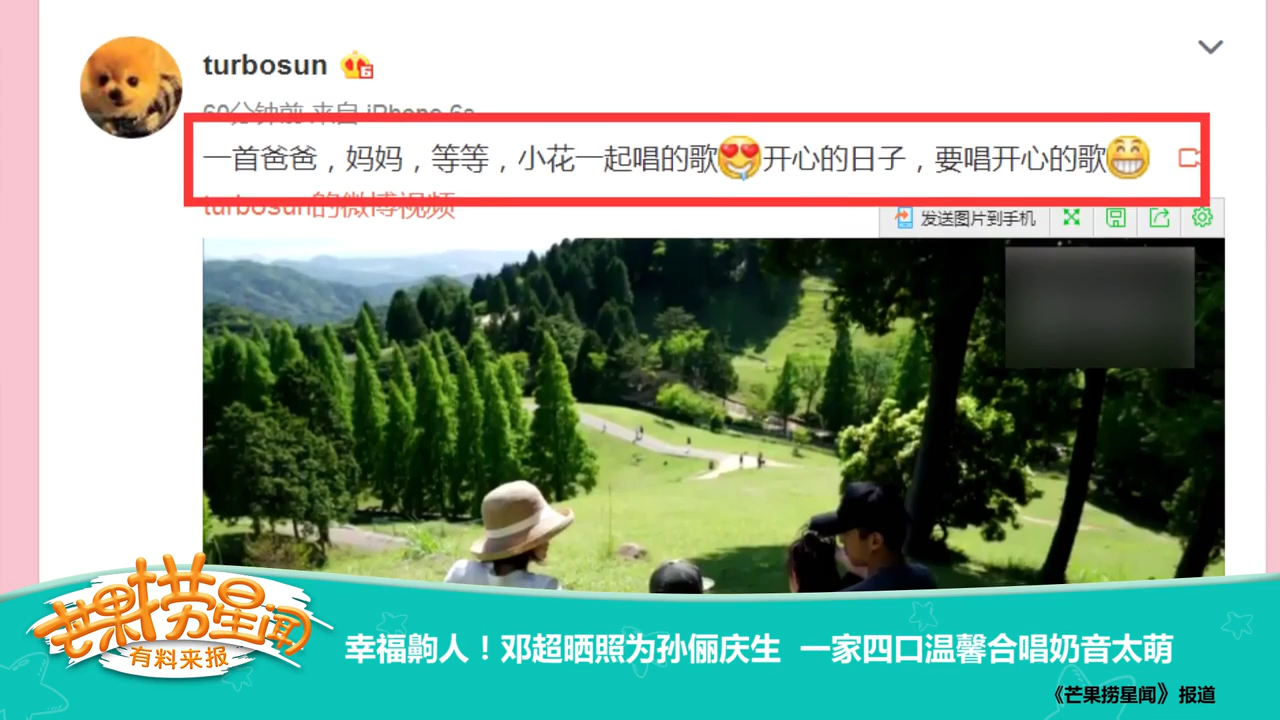 turbosun
60分钟前 来自 iPhone 6s
一首爸爸，妈妈，等等，小花一起唱的歌开心的日子，要唱开心的歌
turbosun的微博视频
发送图片到手机
芒果捞星闻
有料来报
幸福齁人！邓超晒照为孙俪庆生 一家四口温馨合唱奶音太萌
《芒果捞星闻》报道